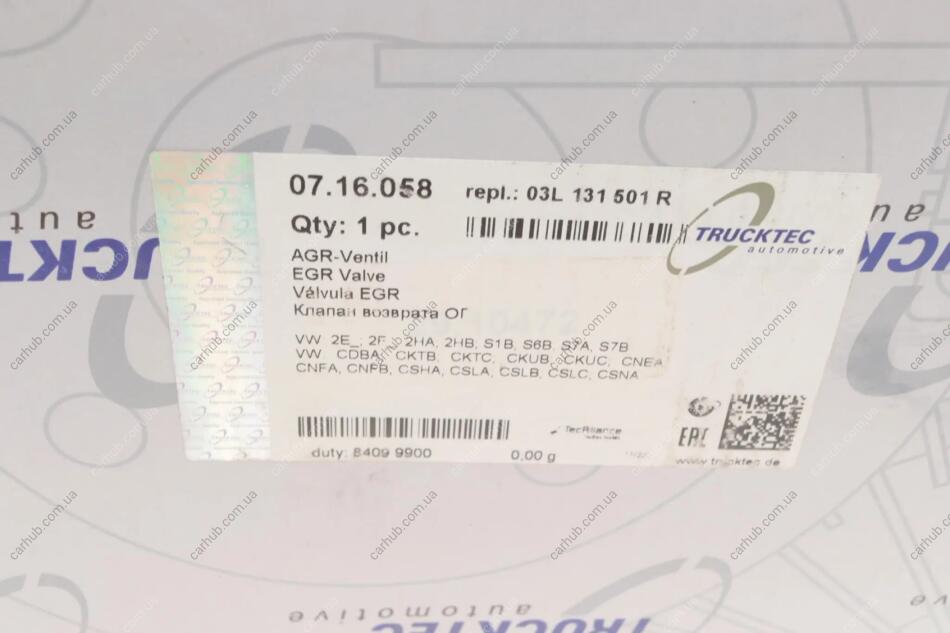 07.16.058 repl.: 03L 131 501 R
Qty: 1 pc.
TRUCKTEC
automotive
AGR-Ventil
EGR Valve
Válvula EGR
Клапан возврата ОГ
VW 2E_, 2F_, 2HA, 2HB, S1B, S6B, S7A, S7B
VW CDBA, CKTB, CKTC, CKUB, CKUC, CNEA
CNFA, CNFB, CSHA, CSLA, CSLB, CSLC, CSNA
TecAlliance
EAC
duty: 8409 9900 0,00 g
www.trucktec.de
automotive
TRUCKTEC
carhub.com.ua